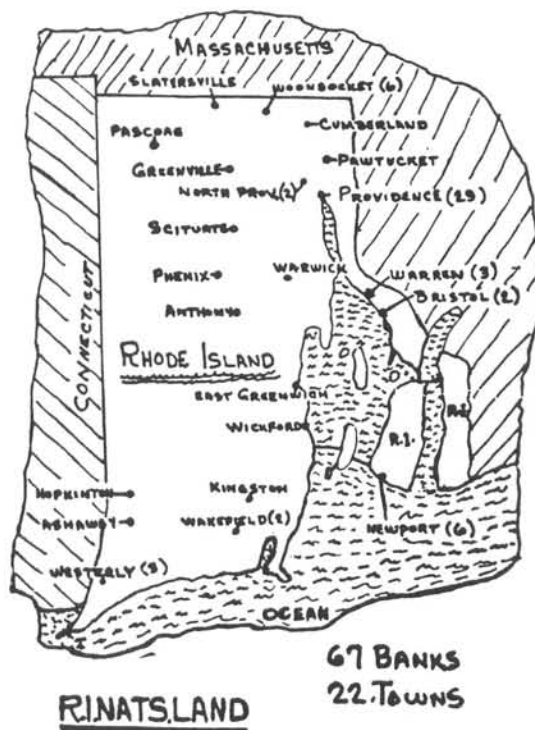 MASSACHUSETTS
SLATERSVILLE
WOONSOCKET (6)
CUMBERLAND
PASCOAG
PAWTUCKET
GREENVILLE
NORTH PROV. (2)
PROVIDENCE (29)
SCITUATE
WARREN (3)
PHENIX
WARWICK
BRISTOL (2)
ANTHONY
CONNECTICUT
RHODE ISLAND
EAST GREENWICH
R.I.
R.I.
WICKFORD
HOPKINTON
KINGSTON
ASHAWAY
WAKEFIELD (2)
NEWPORT (6)
WESTERLY (3)
OCEAN
67 BANKS
22. TOWNS
R.I.NATS.LAND